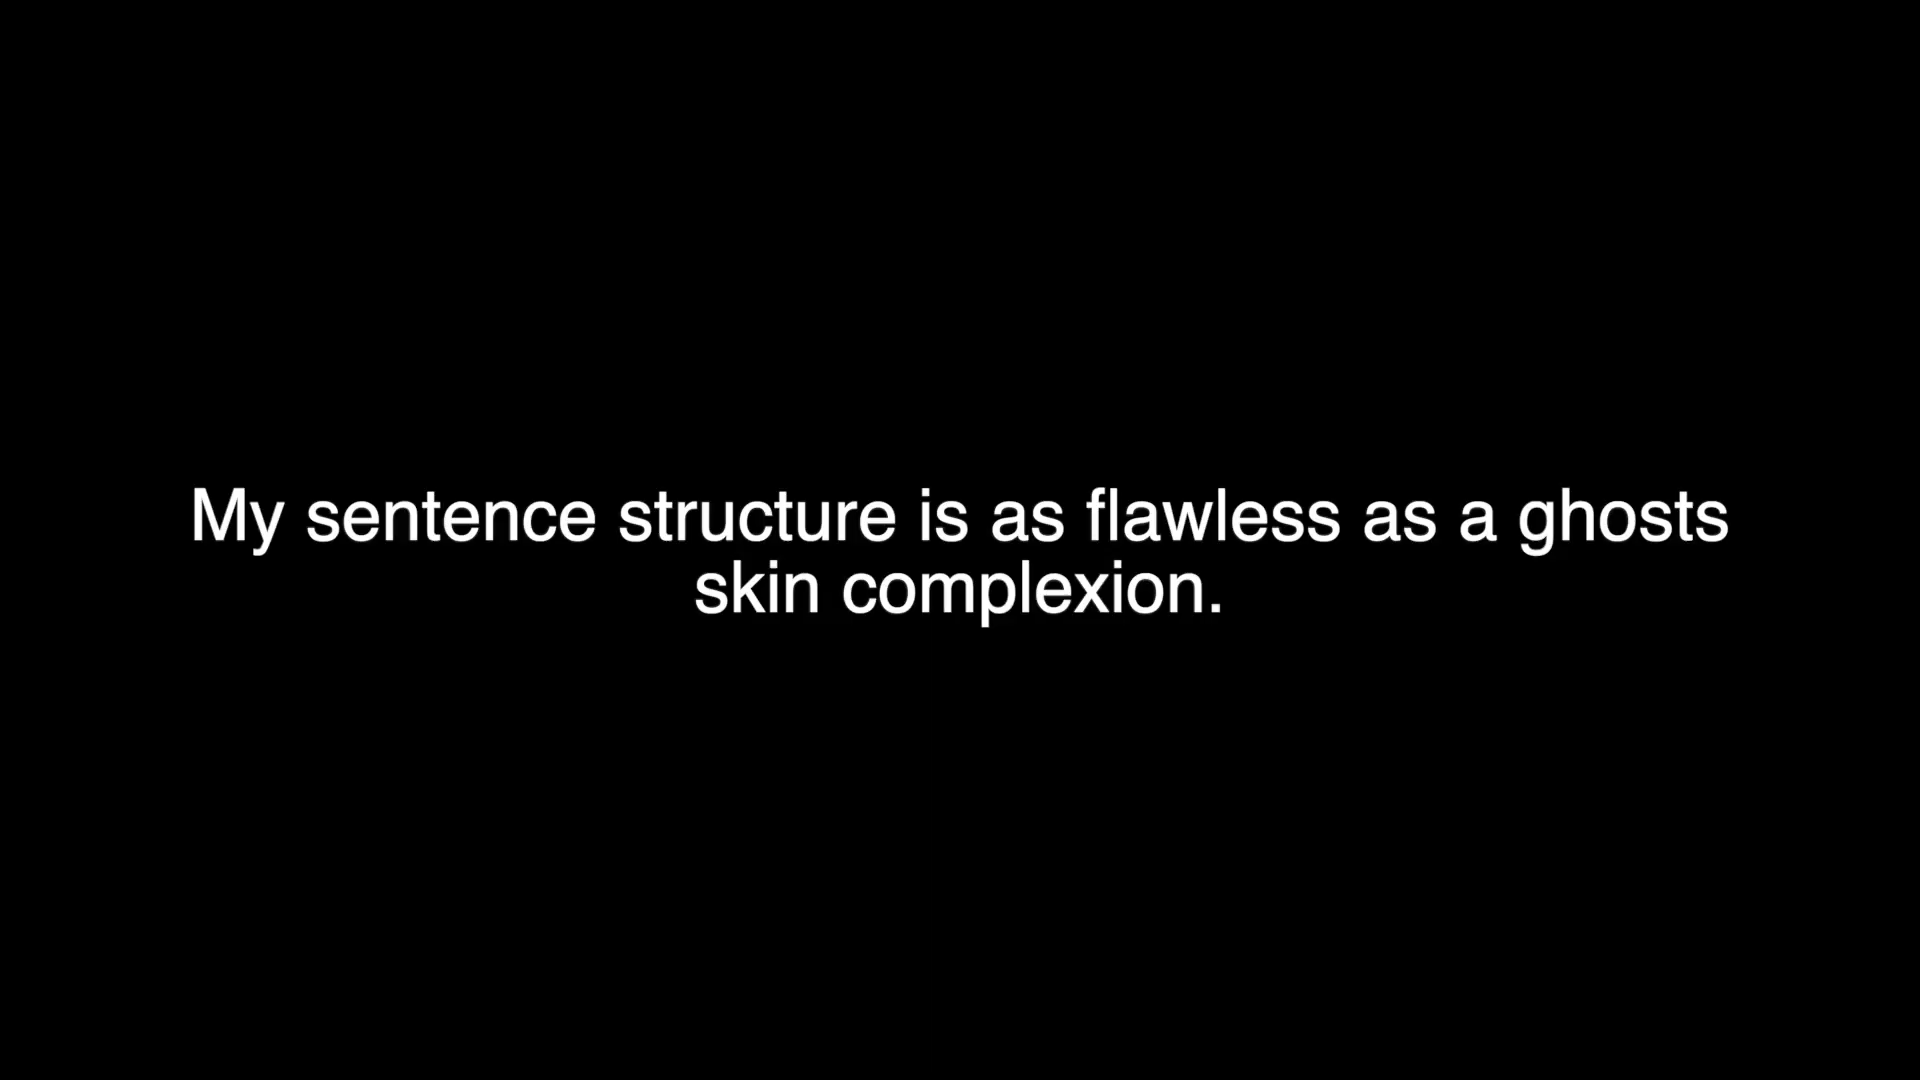 My sentence structure is as flawless as a ghosts
skin complexion.